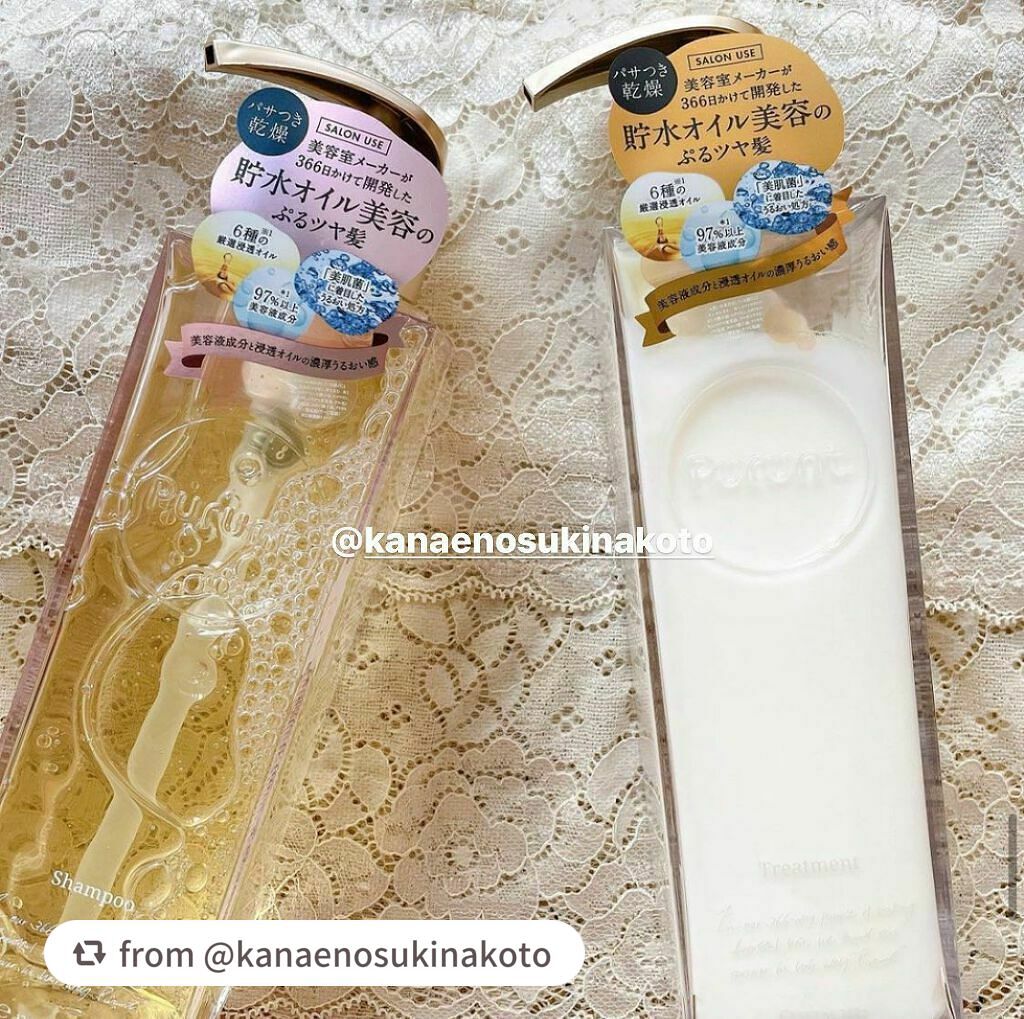 パサつき
乾燥
SALON USE
美容室メーカーが
366日かけて開発した
貯水オイル美容の
ぷるツヤ髪
6種の※1
厳選浸透オイル
97%以上※1
美容液成分
「美肌菌」
に着目した
うるおい処方
美容液成分と浸透オイルの濃厚うるおい感
Shampoo
パサつき
乾燥
SALON USE
美容室メーカーが
366日かけて開発した
貯水オイル美容の
ぷるツヤ髪
6種の※1
厳選浸透オイル
97%以上※1
美容液成分
「美肌菌」
に着目した
うるおい処方
美容液成分と浸透オイルの濃厚うるおい感
Treatment
@kanaenosukinakoto
from @kanaenosukinakoto